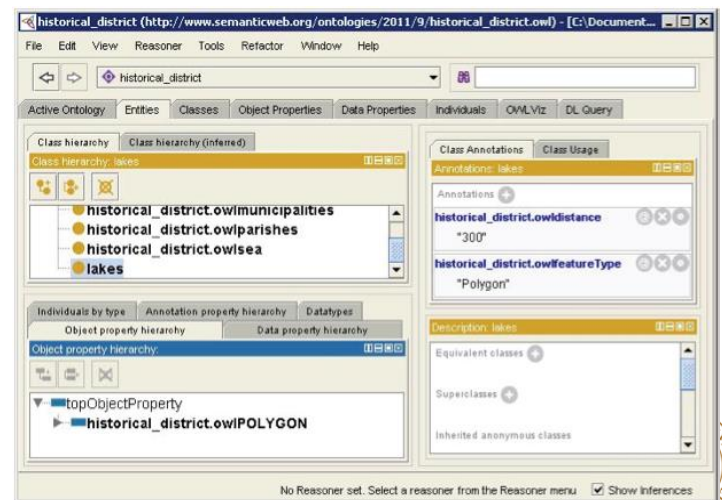 historical_district (http://www.semanticweb.org/ontologies/2011/9/historical_district.owl) - [C:\Document...
File Edit View Reasoner Tools Refactor Window Help
historical_district
Active Ontology Entities Classes Object Properties Data Properties Individuals OWLViz DL Query
Class hierarchy Class hierarchy (inferred)
Class hierarchy: lakes
historical_district.owlmunicipalities
historical_district.owlparishes
historical_district.owlsea
lakes
Class Annotations Class Usage
Annotations: lakes
Annotations
historical_district.owldistance
"300"
historical_district.owlfeatureType
"Polygon"
Individuals by type Annotation property hierarchy Datatypes
Object property hierarchy Data property hierarchy
Object property hierarchy:
topObjectProperty
historical_district.owlPOLYGON
Description: lakes
Equivalent classes
Superclasses
Inherited anonymous classes
No Reasoner set. Select a reasoner from the Reasoner menu Show Inferences